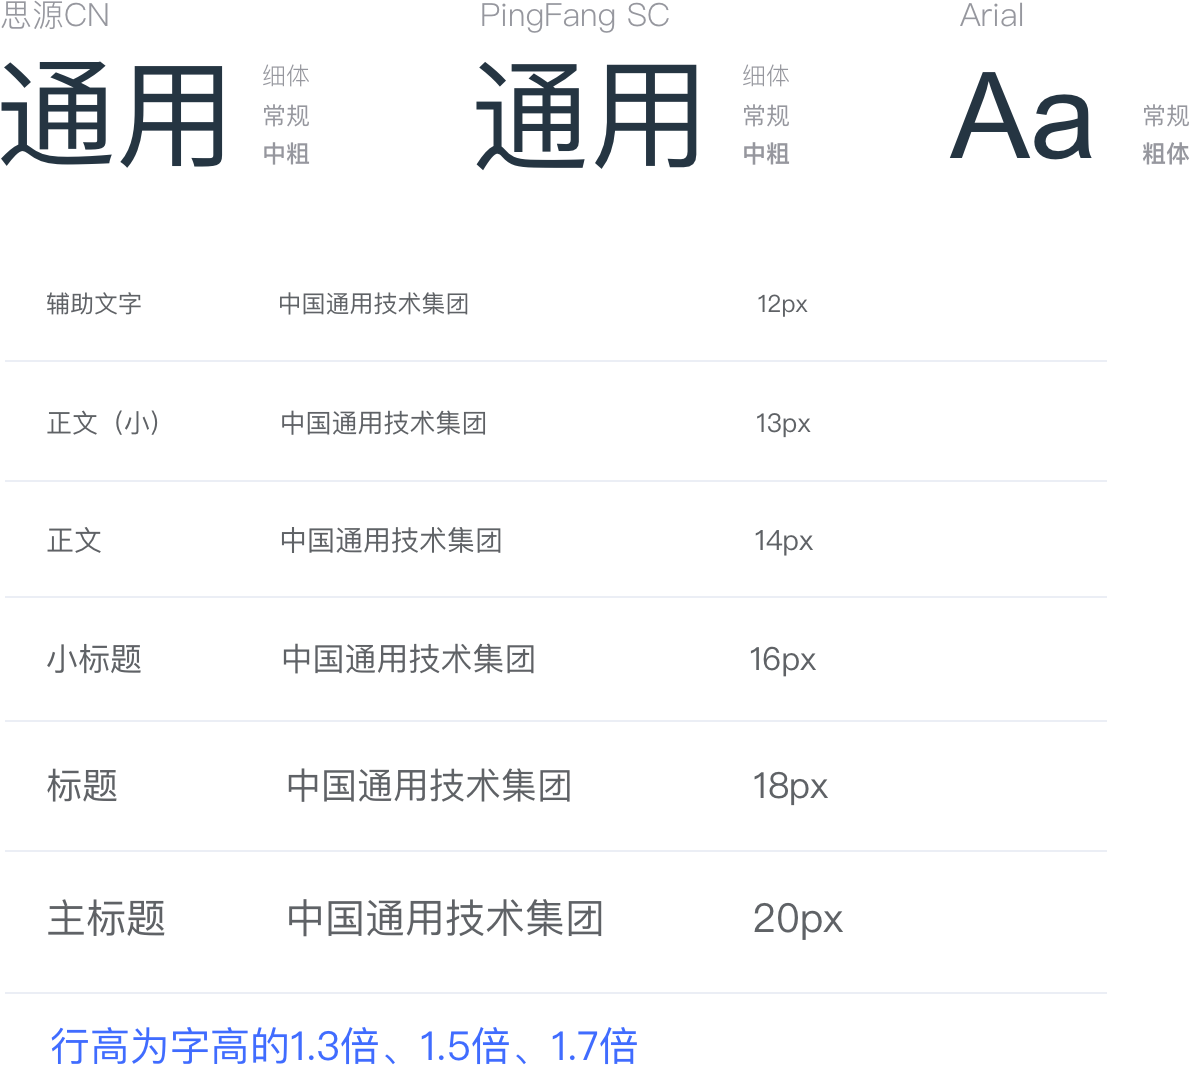 思源CN PingFang SC Arial
通用 细体 常规 中粗
通用 细体 常规 中粗
Aa 常规 粗体
辅助文字 中国通用技术集团 12px
正文（小） 中国通用技术集团 13px
正文 中国通用技术集团 14px
小标题 中国通用技术集团 16px
标题 中国通用技术集团 18px
主标题 中国通用技术集团 20px
行高为字高的1.3倍、1.5倍、1.7倍